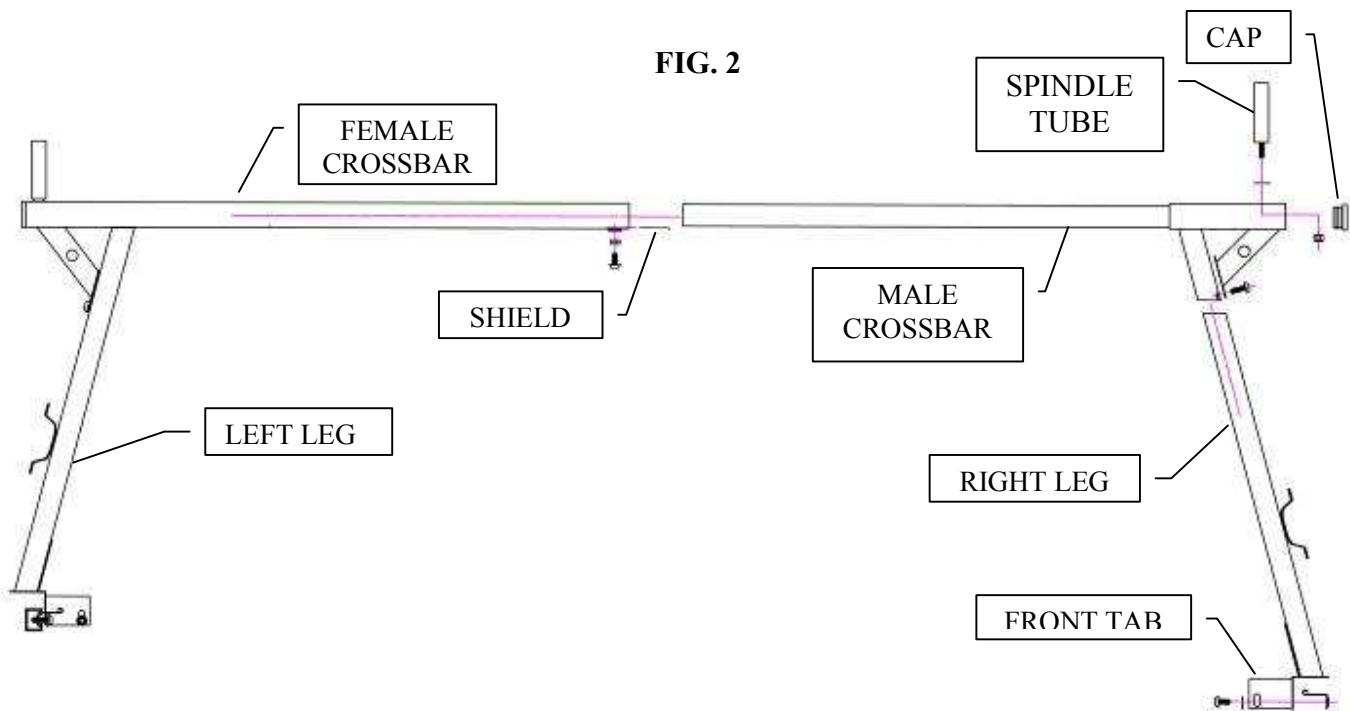 FIG. 2
CAP
SPINDLE
TUBE
FEMALE
CROSSBAR
SHIELD
MALE
CROSSBAR
LEFT LEG
RIGHT LEG
FRONT TAB